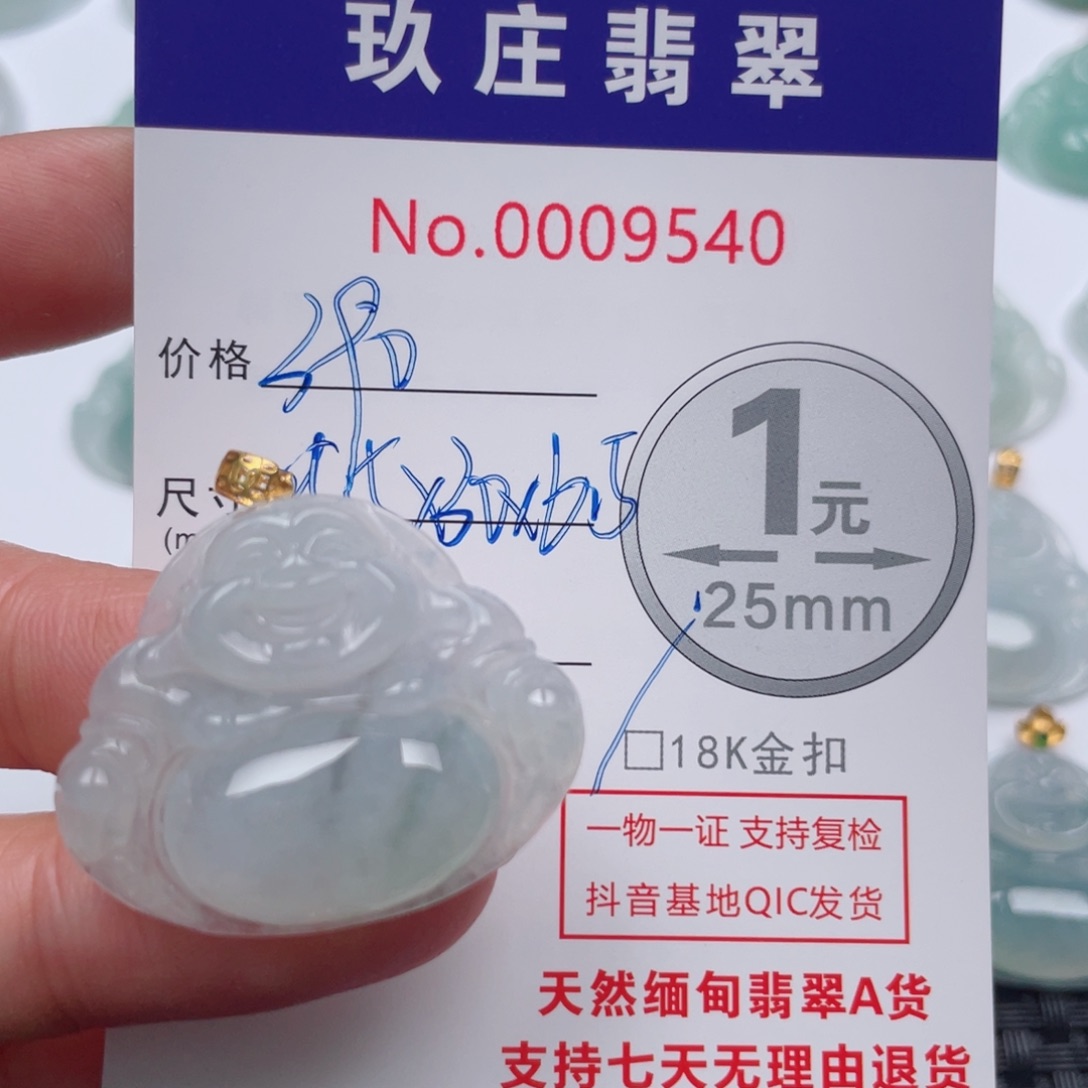 玖庄翡翠
No.0009540
价格
尺寸
1元
25mm
□18K金扣
一物一证 支持复检
抖音基地QIC发货
天然缅甸翡翠A货
支持七天无理由退货